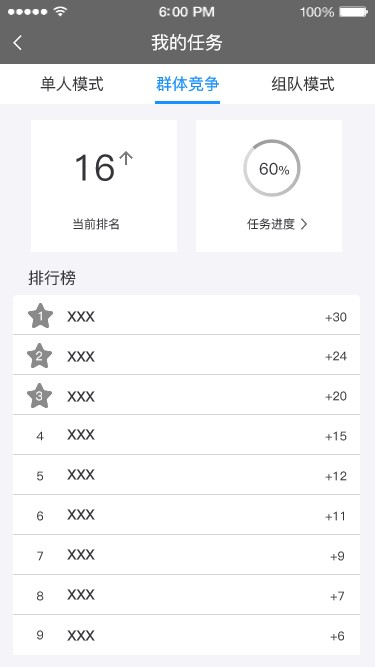 6:00 PM 100%
我的任务
单人模式 群体竞争 组队模式
16 60%
当前排名 任务进度
排行榜
1 XXX +30
2 XXX +24
3 XXX +20
4 XXX +15
5 XXX +12
6 XXX +11
7 XXX +9
8 XXX +7
9 XXX +6